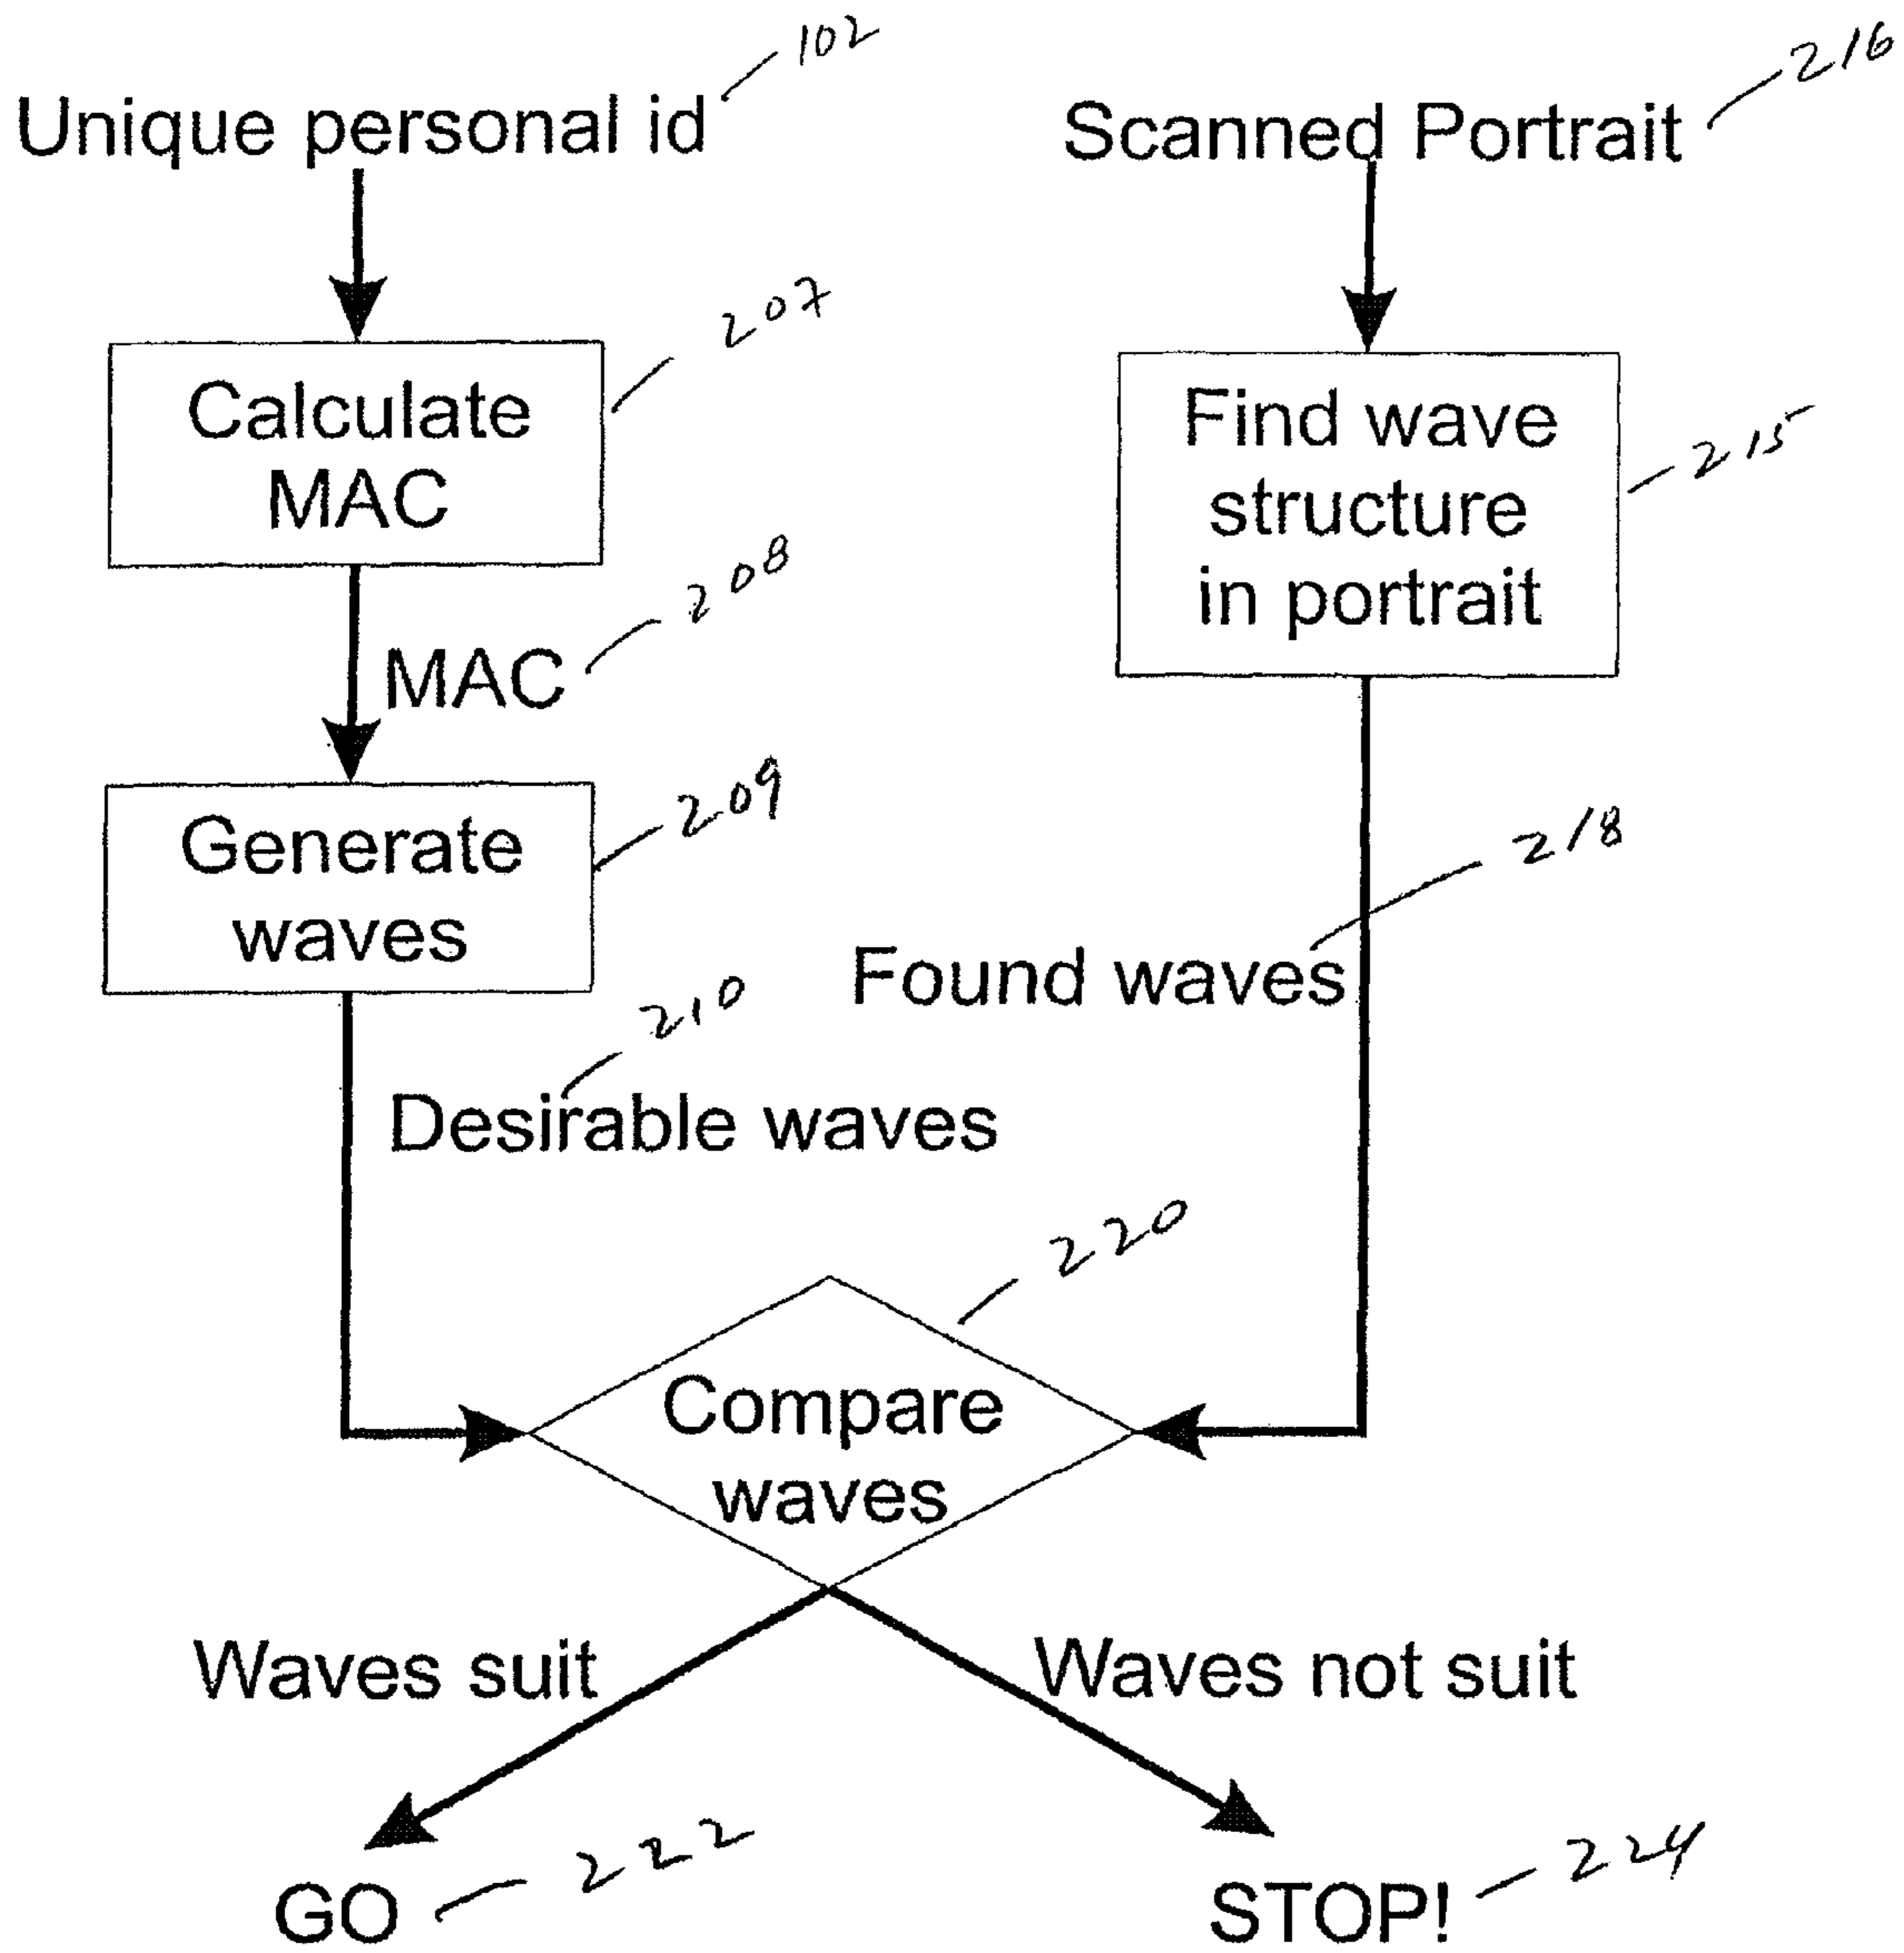 102
Unique personal id
216
Scanned Portrait
207
Calculate
MAC
215
Find wave
structure
in portrait
208
MAC
209
Generate
waves
218
Found waves
210
Desirable waves
220
Compare
waves
Waves suit
Waves not suit
GO
222
STOP!
224